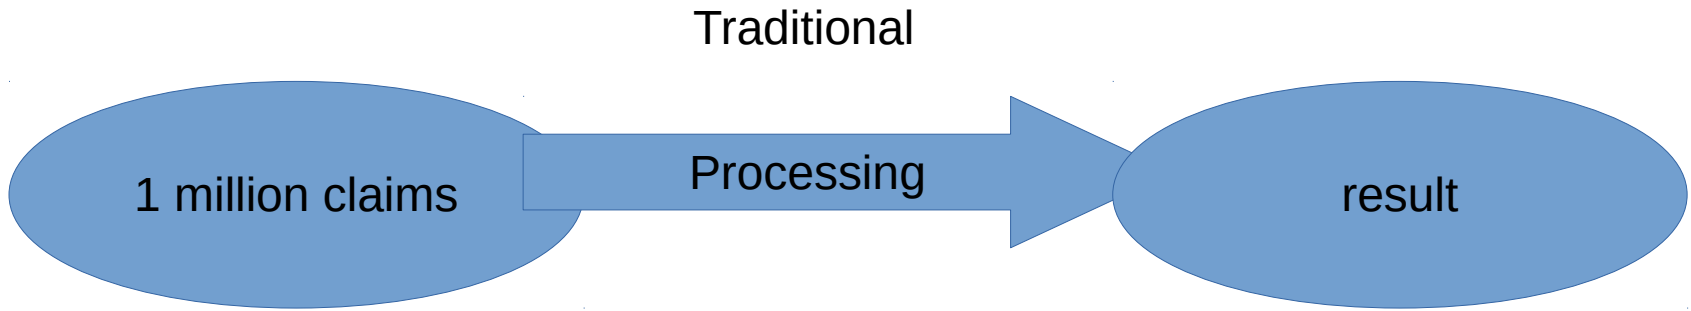 Traditional
1 million claims
Processing
result